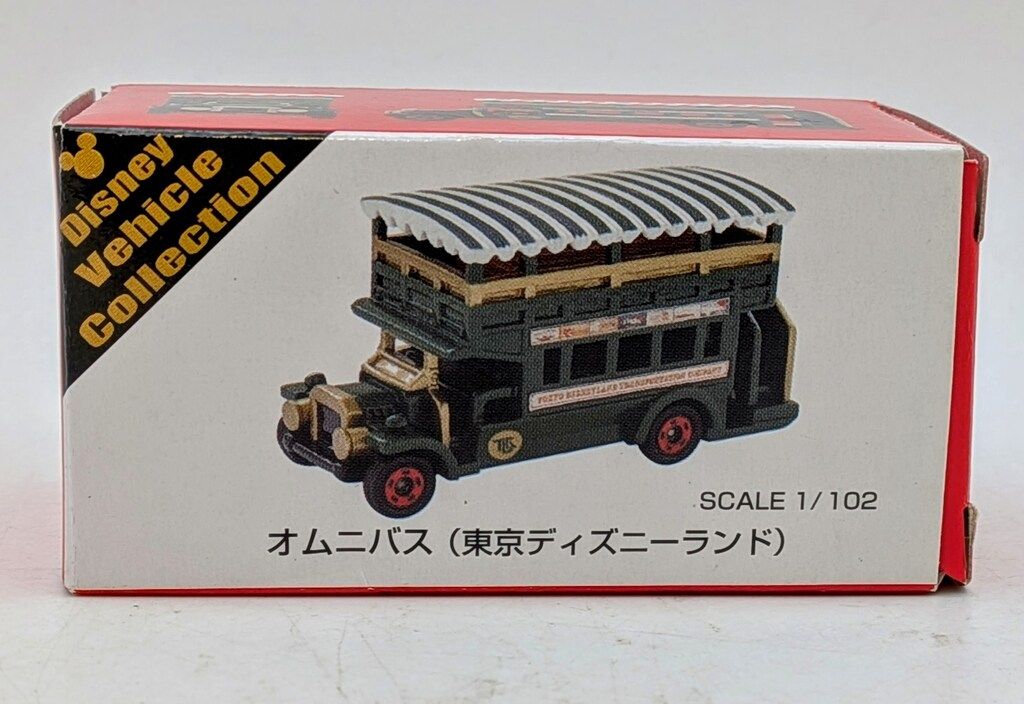 Disney
Vehicle
Collection
TOKYO DISNEYLAND TRANSPORTATION COMPANY
SCALE 1/102
オムニバス（東京ディズニーランド）